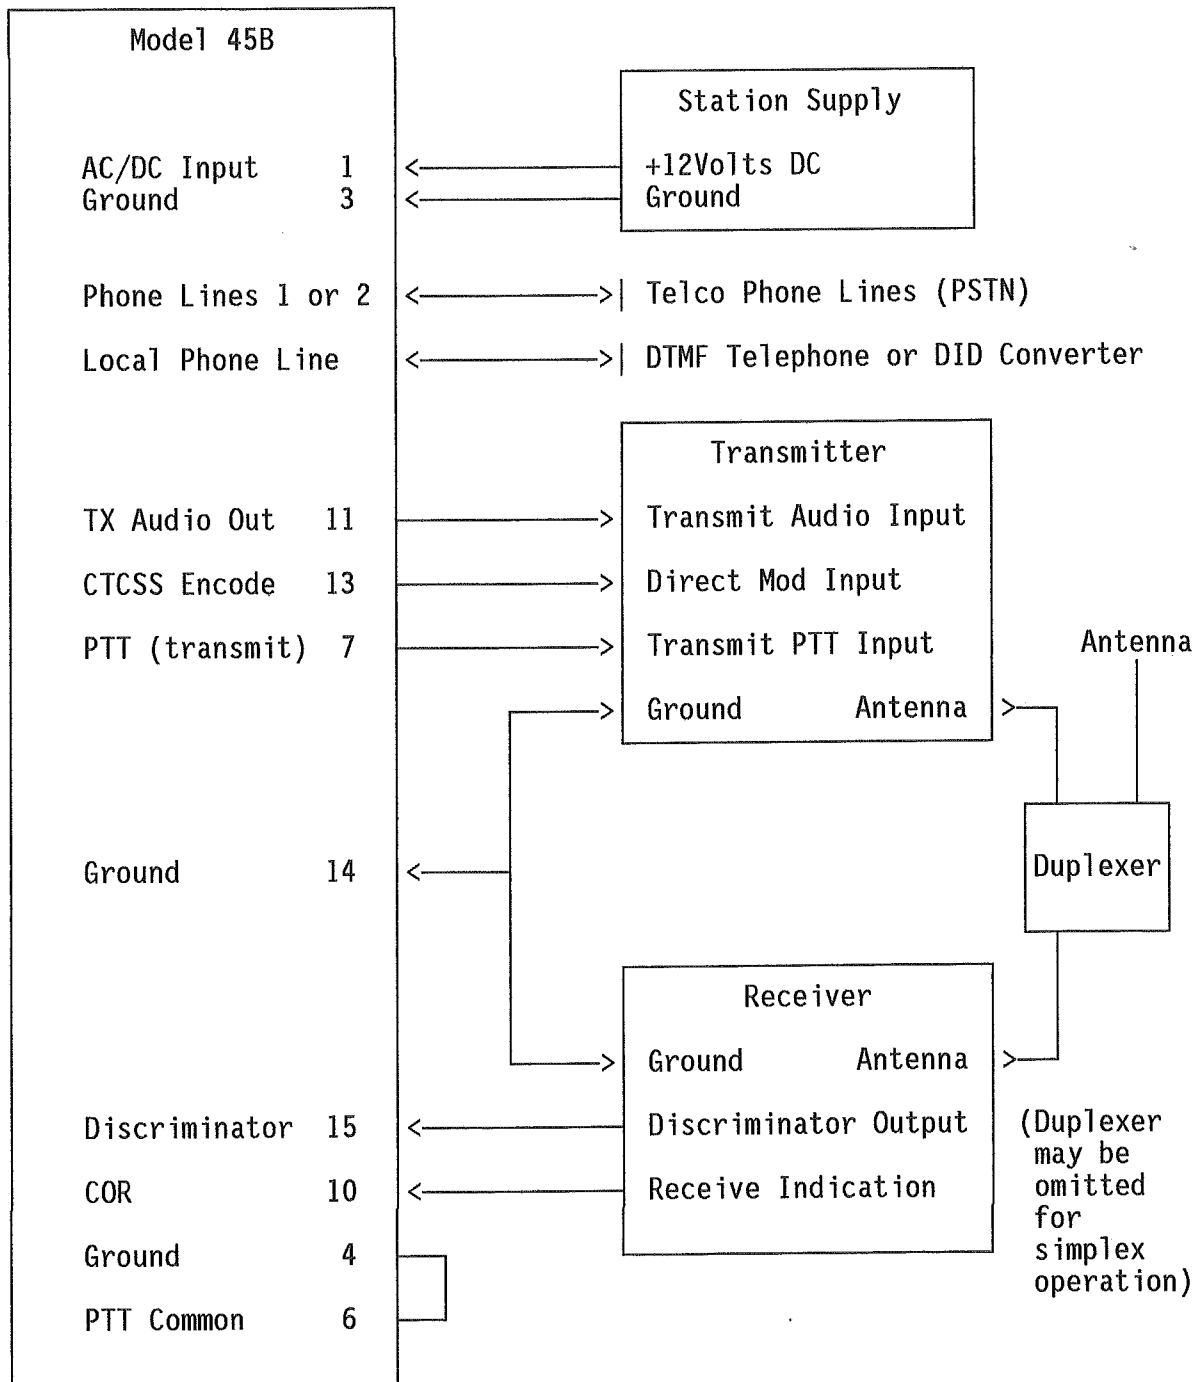 Model 45B
Station Supply
AC/DC Input 1
+12Volts DC
Ground 3
Ground
Phone Lines 1 or 2
Telco Phone Lines (PSTN)
Local Phone Line
DTMF Telephone or DID Converter
Transmitter
TX Audio Out 11
Transmit Audio Input
CTCSS Encode 13
Direct Mod Input
PTT (transmit) 7
Transmit PTT Input
Antenna
Ground Antenna
Ground 14
Duplexer
Receiver
Ground Antenna
Discriminator 15
Discriminator Output
COR 10
Receive Indication
(Duplexer
may be
omitted
for
simplex
operation)
Ground 4
PTT Common 6